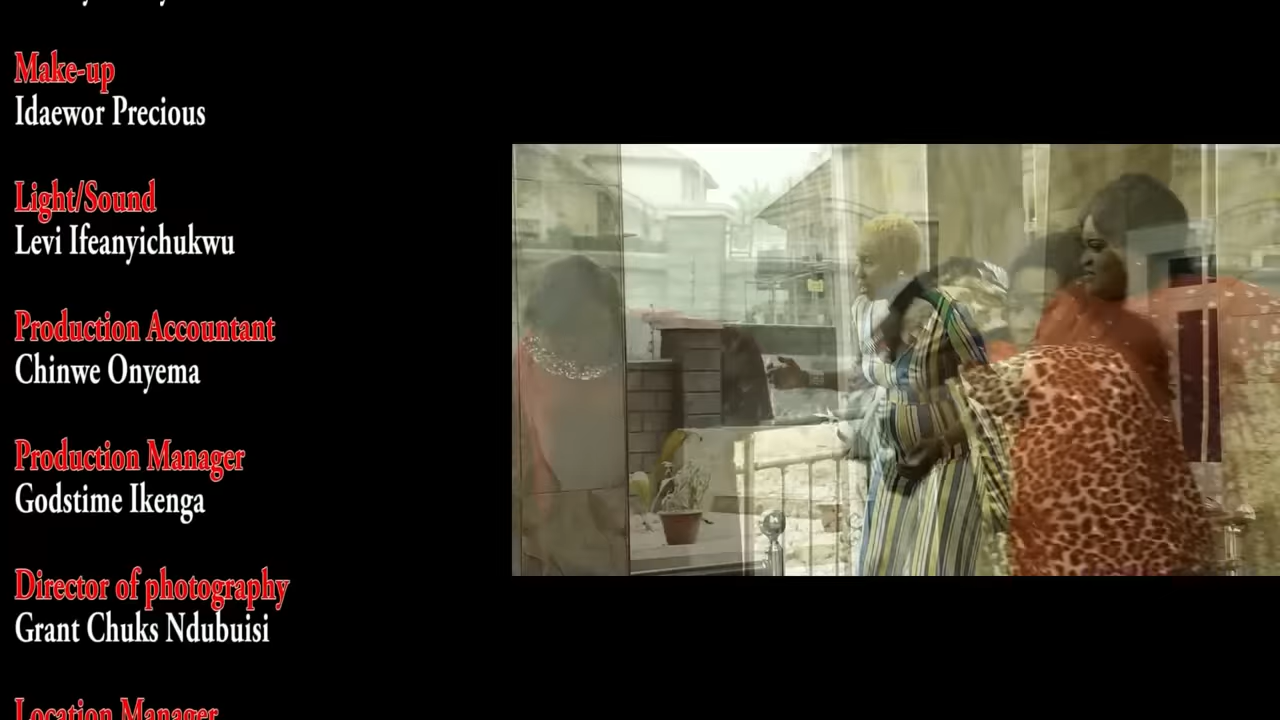 Make-up
Idaewor Precious
Light/Sound
Levi Ifeanyichukwu
Production Accountant
Chinwe Onyema
Production Manager
Godstime Ikenga
Director of photography
Grant Chuks Ndubuisi
Location Manager